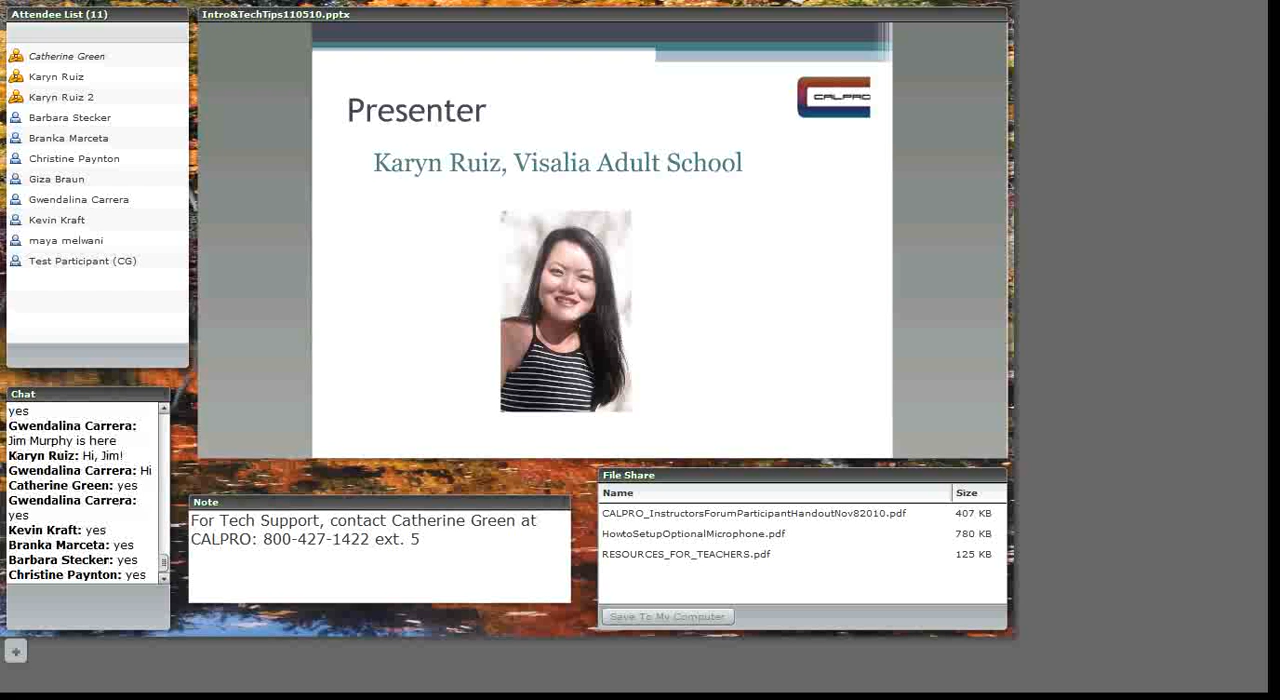 Attendee List (11)
Catherine Green
Karyn Ruiz
Karyn Ruiz 2
Barbara Stecker
Branka Marceta
Christine Paynton
Giza Braun
Gwendalina Carrera
Kevin Kraft
maya melwani
Test Participant (CG)
Chat
yes
Gwendalina Carrera:
Jim Murphy is here
Karyn Ruiz: Hi, Jim!
Gwendalina Carrera: Hi
Catherine Green: yes
Gwendalina Carrera:
yes
Kevin Kraft: yes
Branka Marceta: yes
Barbara Stecker: yes
Christine Paynton: yes
Intro&TechTips110510.pptx
Presenter
CALPRO
Karyn Ruiz, Visalia Adult School
Note
For Tech Support, contact Catherine Green at
CALPRO: 800-427-1422 ext. 5
File Share
Name Size
CALPRO_InstructorsForumParticipantHandoutNov82010.pdf 407 KB
HowtoSetupOptionalMicrophone.pdf 780 KB
RESOURCES_FOR_TEACHERS.pdf 125 KB
Save To My Computer